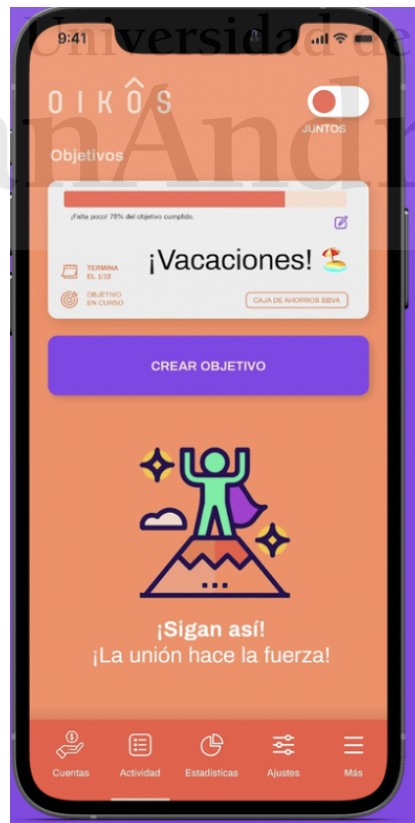 Universidad de
9:41
OIKÔS
JUNTOS
Objetivos
¡Falta poco! 78% del objetivo cumplido.
¡Vacaciones!
TERMINA
EL 1/12
OBJETIVO
EN CURSO
CAJA DE AHORROS BBVA
CREAR OBJETIVO
¡Sigan así!
¡La unión hace la fuerza!
Cuentas
Actividad
Estadísticas
Ajustes
Más